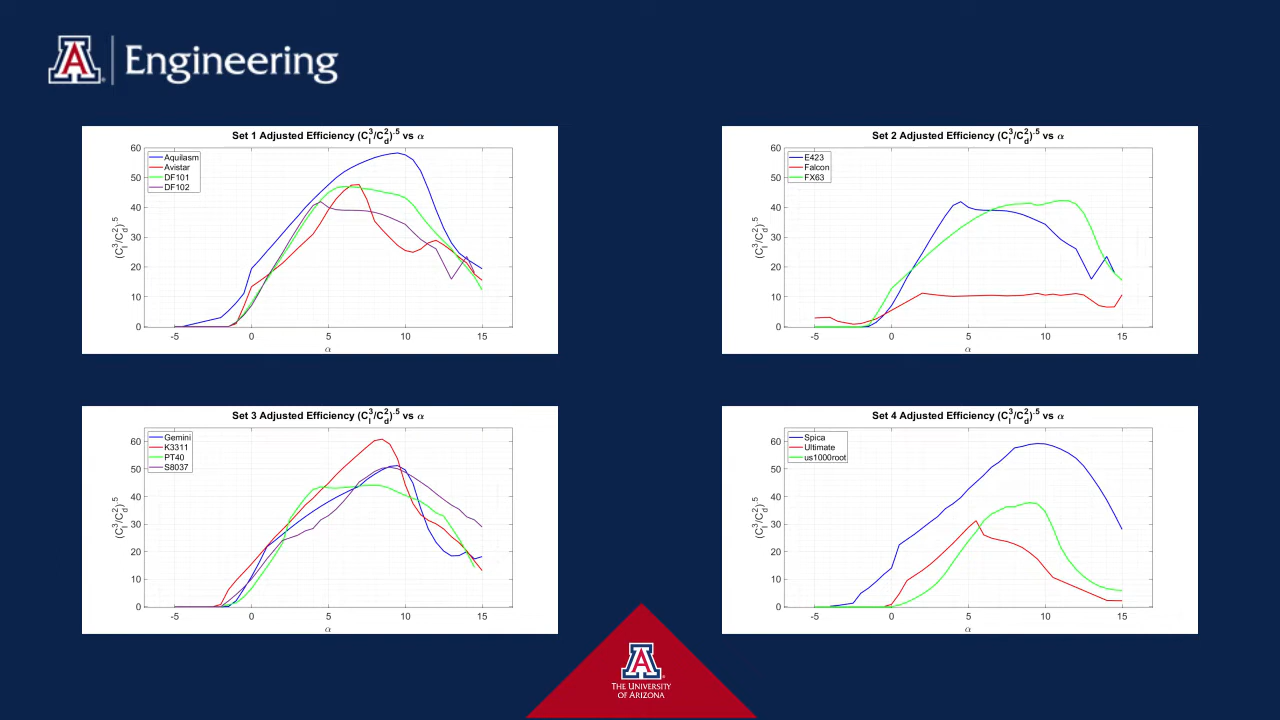 A Engineering
Set 1 Adjusted Efficiency (C_l^3/C_d^2)^.5 vs α
60
50
40
30
20
10
0
(C_l^3/C_d^2)^.5
Aquilasm
Avistar
DF101
DF102
-5 0 5 10 15
α
Set 2 Adjusted Efficiency (C_l^3/C_d^2)^.5 vs α
60
50
40
30
20
10
0
(C_l^3/C_d^2)^.5
E423
Falcon
FX63
-5 0 5 10 15
α
Set 3 Adjusted Efficiency (C_l^3/C_d^2)^.5 vs α
60
50
40
30
20
10
0
(C_l^3/C_d^2)^.5
Gemini
K3311
PT40
S8037
-5 0 5 10 15
α
Set 4 Adjusted Efficiency (C_l^3/C_d^2)^.5 vs α
60
50
40
30
20
10
0
(C_l^3/C_d^2)^.5
Spica
Ultimate
us1000root
-5 0 5 10 15
α
A
THE UNIVERSITY
OF ARIZONA